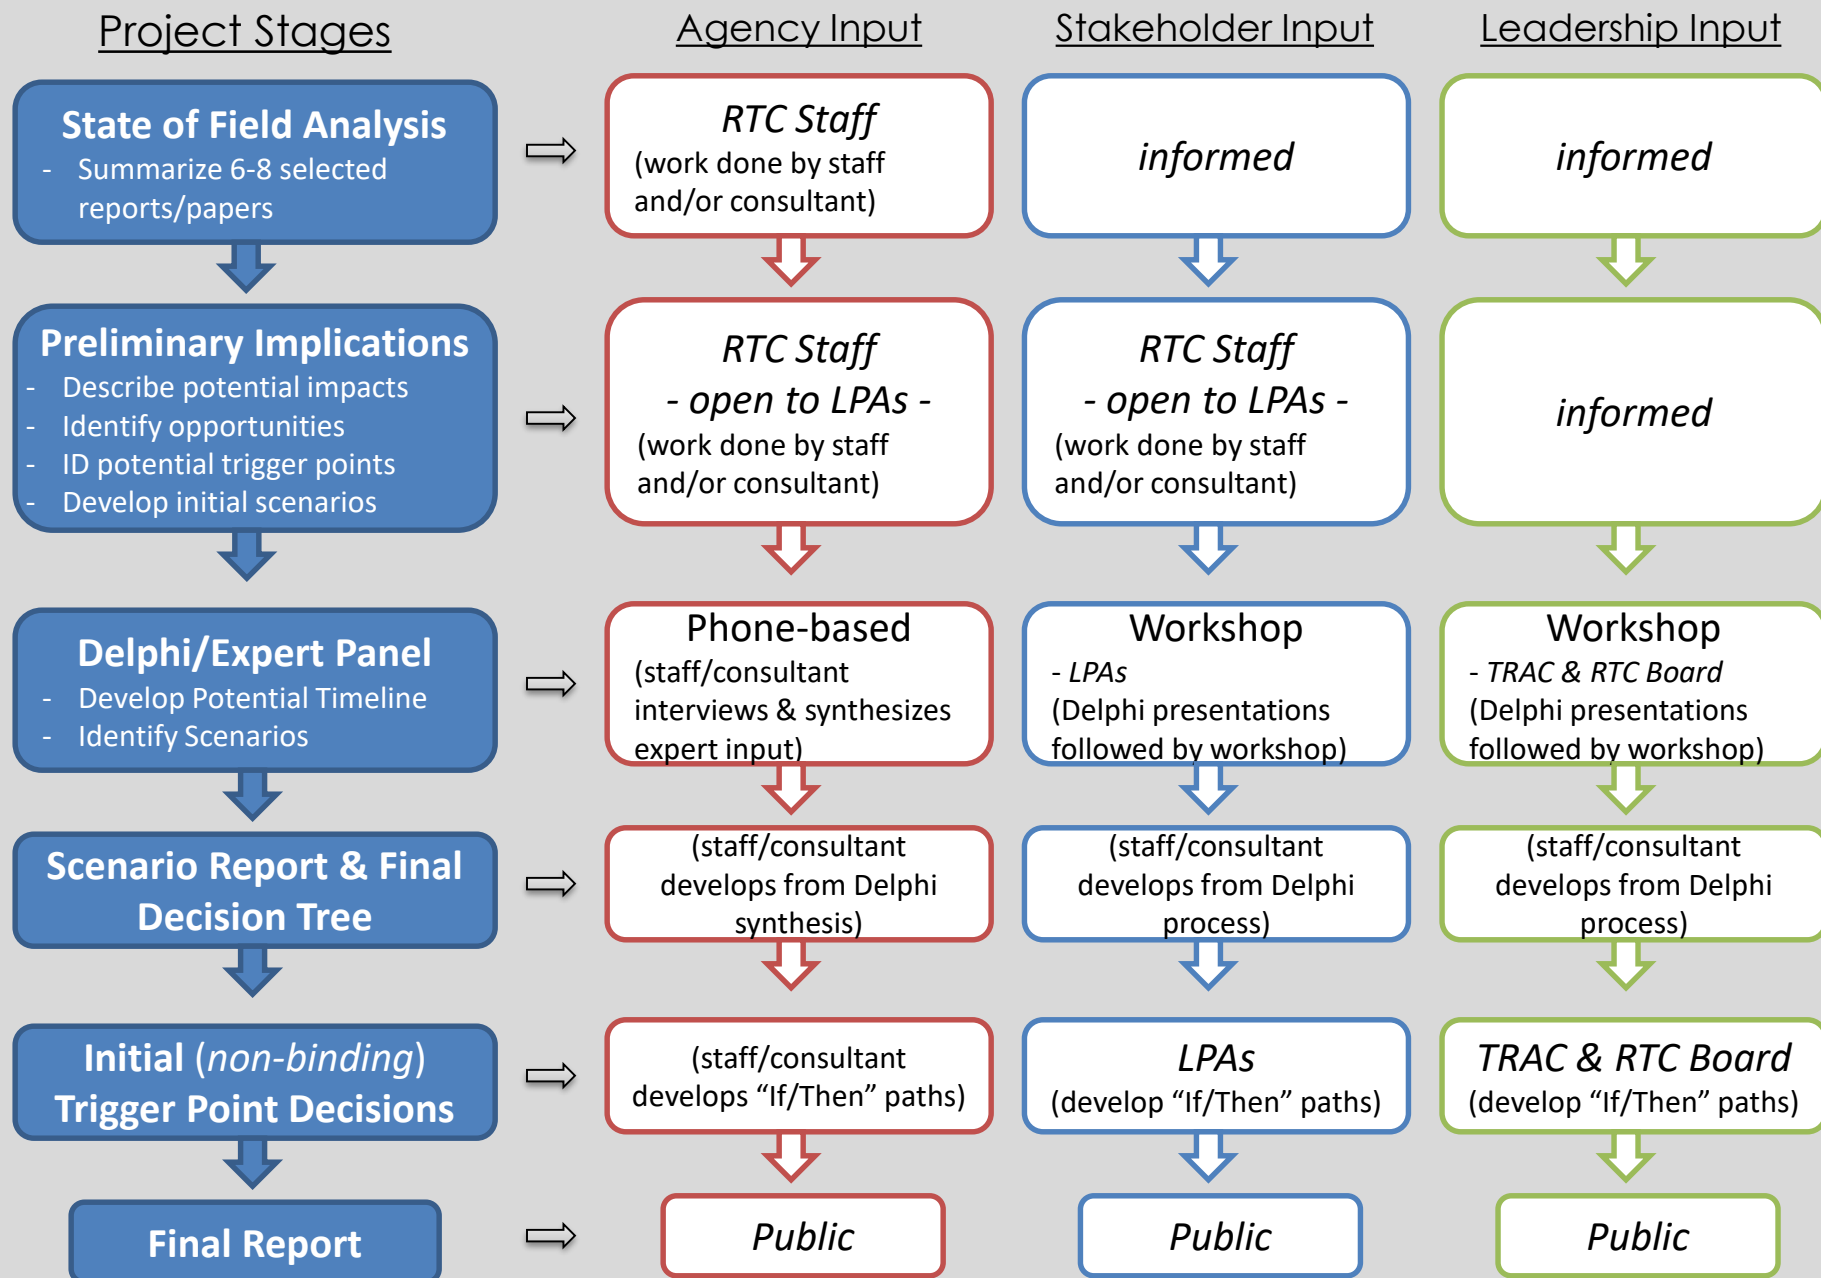 Project Stages
Agency Input
Stakeholder Input
Leadership Input
State of Field Analysis
- Summarize 6-8 selected
reports/papers
RTC Staff
(work done by staff
and/or consultant)
informed
informed
Preliminary Implications
- Describe potential impacts
- Identify opportunities
- ID potential trigger points
- Develop initial scenarios
RTC Staff
- open to LPAs -
(work done by staff
and/or consultant)
RTC Staff
- open to LPAs -
(work done by staff
and/or consultant)
informed
Delphi/Expert Panel
- Develop Potential Timeline
- Identify Scenarios
Phone-based
(staff/consultant
interviews & synthesizes
expert input)
Workshop
- LPAs
(Delphi presentations
followed by workshop)
Workshop
- TRAC & RTC Board
(Delphi presentations
followed by workshop)
Scenario Report & Final
Decision Tree
(staff/consultant
develops from Delphi
synthesis)
(staff/consultant
develops from Delphi
process)
(staff/consultant
develops from Delphi
process)
Initial (non-binding)
Trigger Point Decisions
(staff/consultant
develops “If/Then” paths)
LPAs
(develop “If/Then” paths)
TRAC & RTC Board
(develop “If/Then” paths)
Final Report
Public
Public
Public